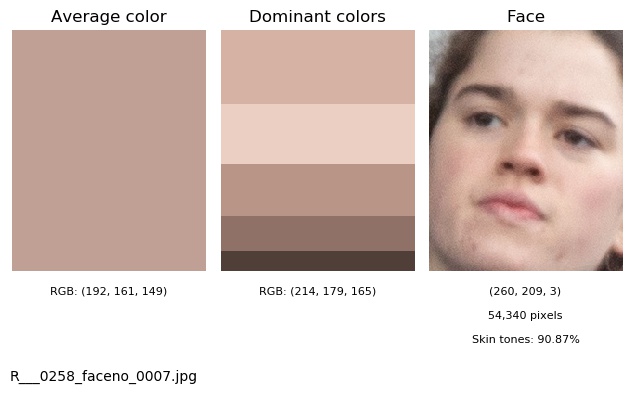 Average color
Dominant colors
Face
RGB: (192, 161, 149)
RGB: (214, 179, 165)
(260, 209, 3)
54,340 pixels
Skin tones: 90.87%
R___0258_faceno_0007.jpg